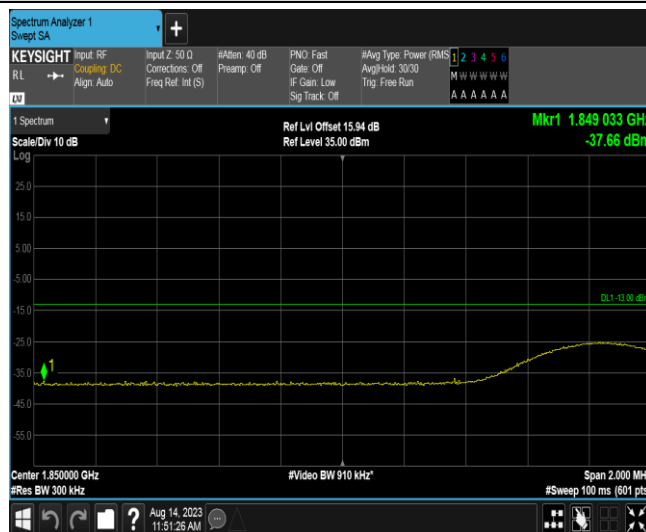 Spectrum Analyzer 1
Swept SA
+
KEYSIGHT
RL
LXI
Input: RF
Coupling: DC
Align: Auto
Input Z: 50 Ω
Corrections: Off
Freq Ref: Int (S)
#Atten: 40 dB
Preamp: Off
PNO: Fast
Gate: Off
IF Gain: Low
Sig Track: Off
#Avg Type: Power (RMS
Avg|Hold: 30/30
Trig: Free Run
1 2 3 4 5 6
M W W W W W
A A A A A A
1 Spectrum
Scale/Div 10 dB
Log
Ref Lvl Offset 15.94 dB
Ref Level 35.00 dBm
Mkr1 1.849 033 GHz
-37.66 dBm
25.0
15.0
5.00
-5.00
-15.0
-25.0
-35.0
-45.0
-55.0
DL1 -13.00 dBm
1
Center 1.850000 GHz
#Res BW 300 kHz
#Video BW 910 kHz*
Span 2.000 MH
#Sweep 100 ms (601 pts
?
Aug 14, 2023
11:51:26 AM